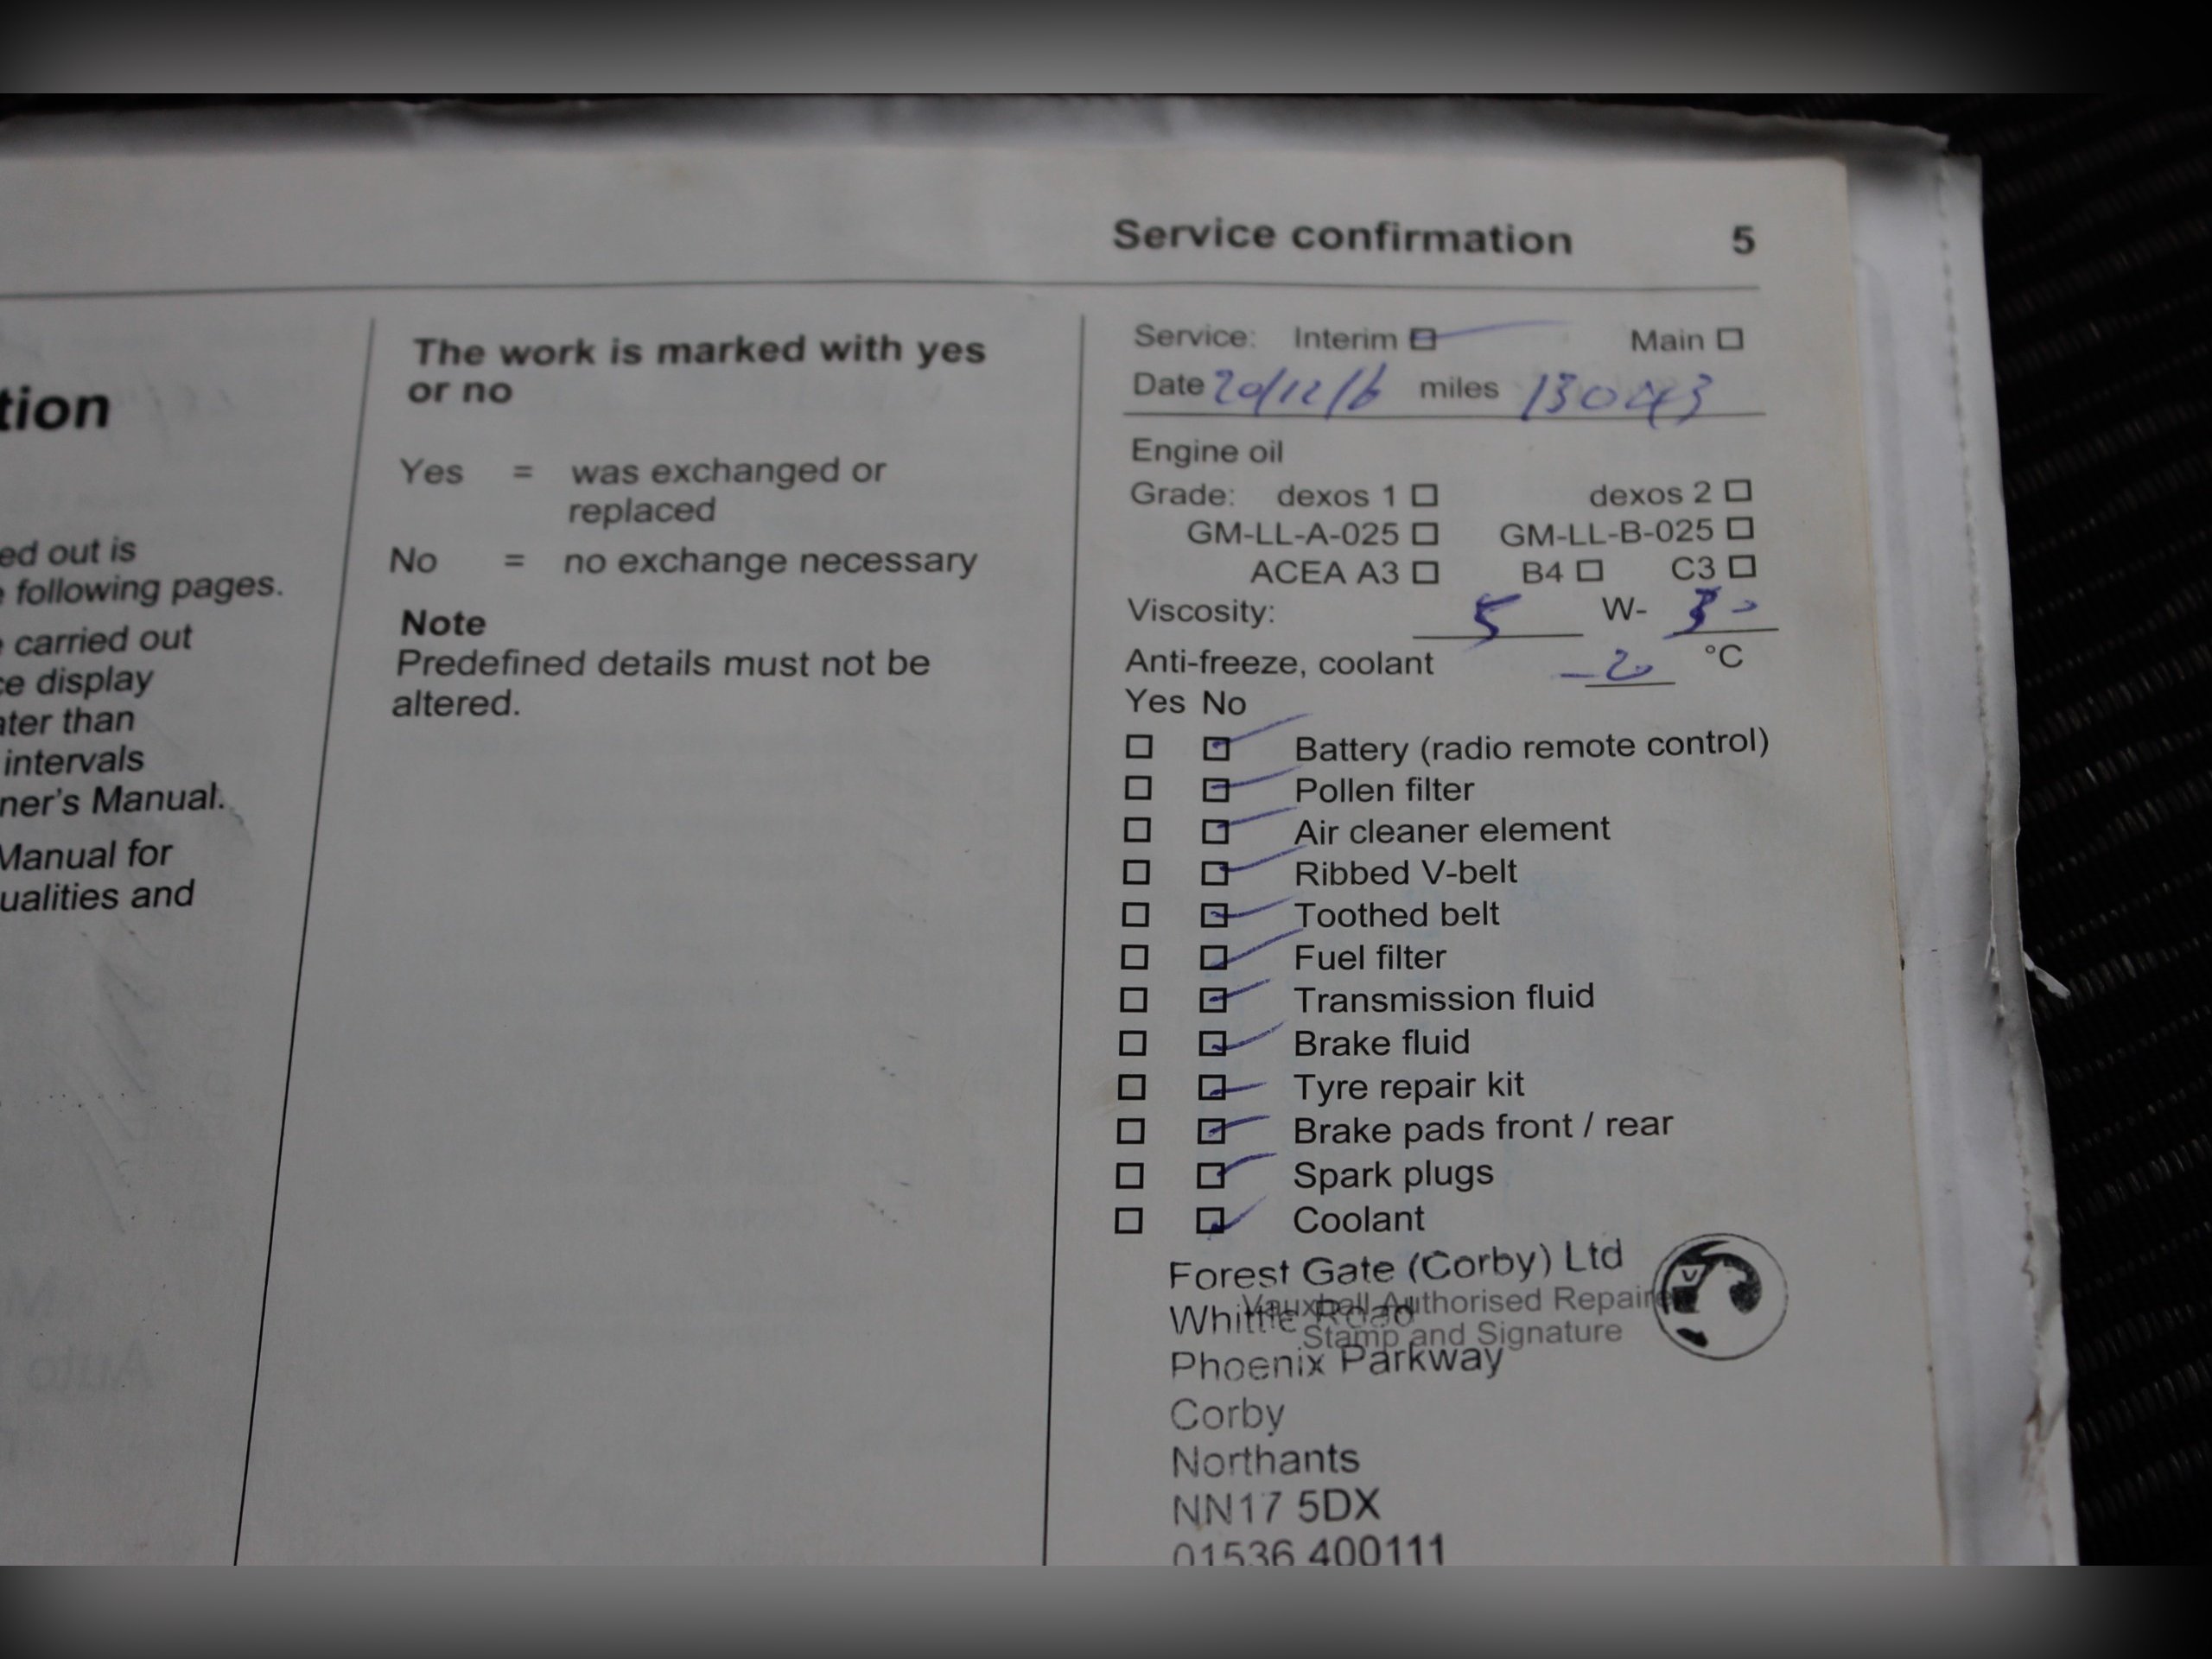 Service confirmation 5
tion
ed out is
following pages.
carried out
ce display
ater than
intervals
ner's Manual.
Manual for
ualities and
The work is marked with yes
or no
Yes = was exchanged or
replaced
No = no exchange necessary
Note
Predefined details must not be
altered.
Service: Interim Main
Date 20/12/16 miles 13043
Engine oil
Grade: dexos 1 dexos 2
GM-LL-A-025 GM-LL-B-025
ACEA A3 B4 C3
Viscosity: 5 W- 30
Anti-freeze, coolant -20 °C
Yes No
Battery (radio remote control)
Pollen filter
Air cleaner element
Ribbed V-belt
Toothed belt
Fuel filter
Transmission fluid
Brake fluid
Tyre repair kit
Brake pads front / rear
Spark plugs
Coolant
Forest Gate (Corby) Ltd
Vauxhall Authorised Repairer
Whittle Road
Stamp and Signature
Phoenix Parkway
Corby
Northants
NN17 5DX
01536 400111